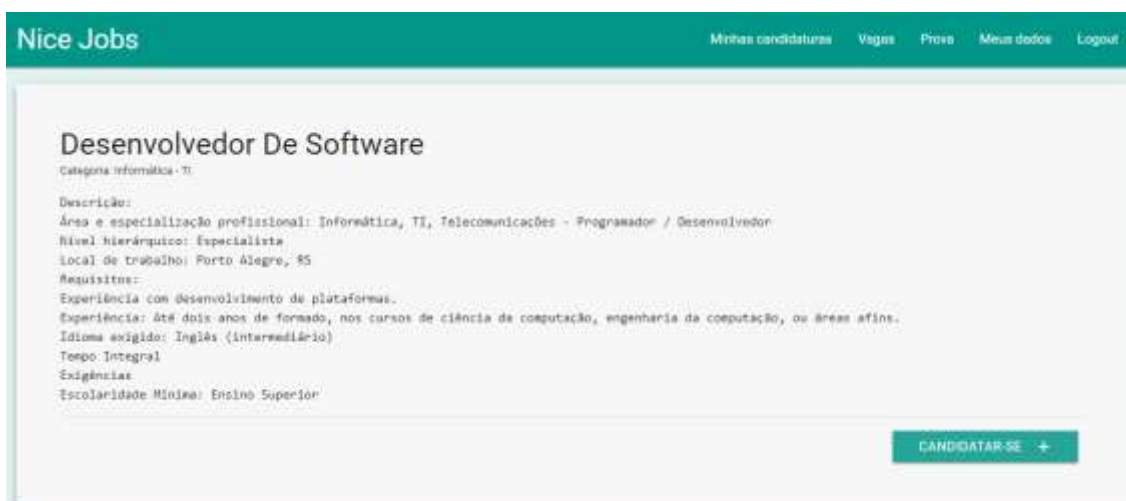 Nice Jobs
Minhas candidaturas Vagas Prova Meus dados Logout
Desenvolvedor De Software
Categoria: Informática - TI
Descrição:
Área e especialização profissional: Informática, TI, Telecomunicações - Programador / Desenvolvedor
Nível hierárquico: Especialista
Local de trabalho: Porto Alegre, RS
Requisitos:
Experiência com desenvolvimento de plataformas.
Experiência: Até dois anos de formado, nos cursos de ciência da computação, engenharia da computação, ou áreas afins.
Idioma exigido: Inglês (intermediário)
Tempo Integral
Exigências
Escolaridade Mínima: Ensino Superior
CANDIDATAR-SE +